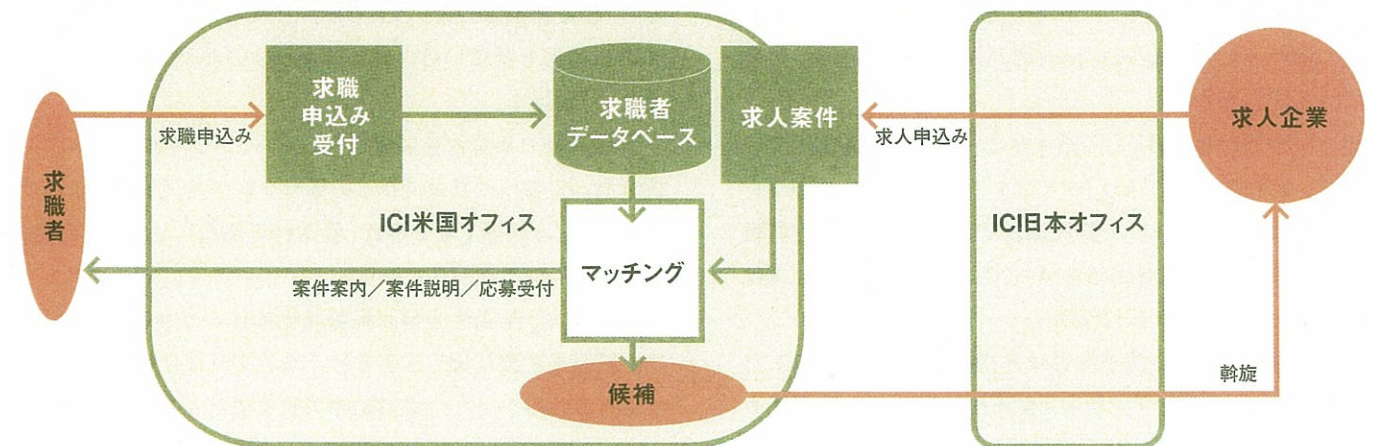 求職
申込み
受付
求職者
データベース
求人案件
求人企業
求職申込み
求人申込み
求職者
ICI米国オフィス
ICI日本オフィス
マッチング
案件案内／案件説明／応募受付
候補
斡旋